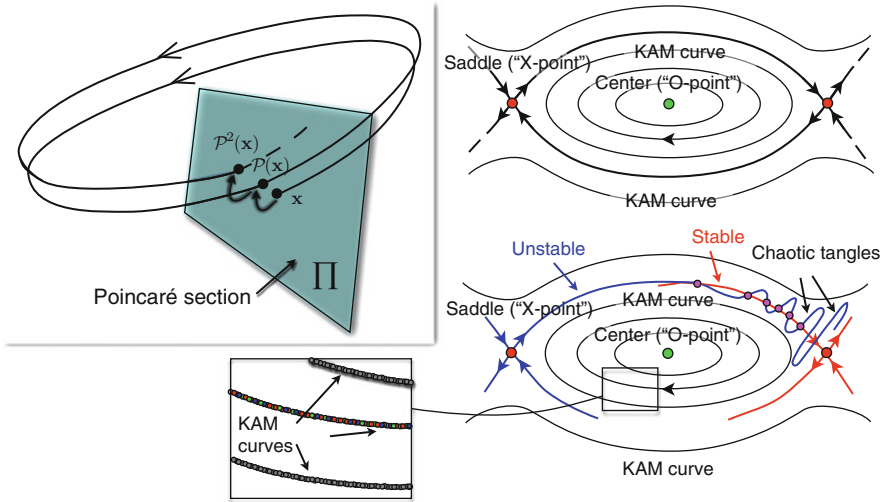 𝒫²(x)
𝒫(x)
x
∏
Poincaré section
KAM curve
Saddle (“X-point”)
Center (“O-point”)
KAM curve
Unstable
Stable
Chaotic tangles
Saddle (“X-point”)
KAM curve
Center (“O-point”)
KAM curve
KAM
curves